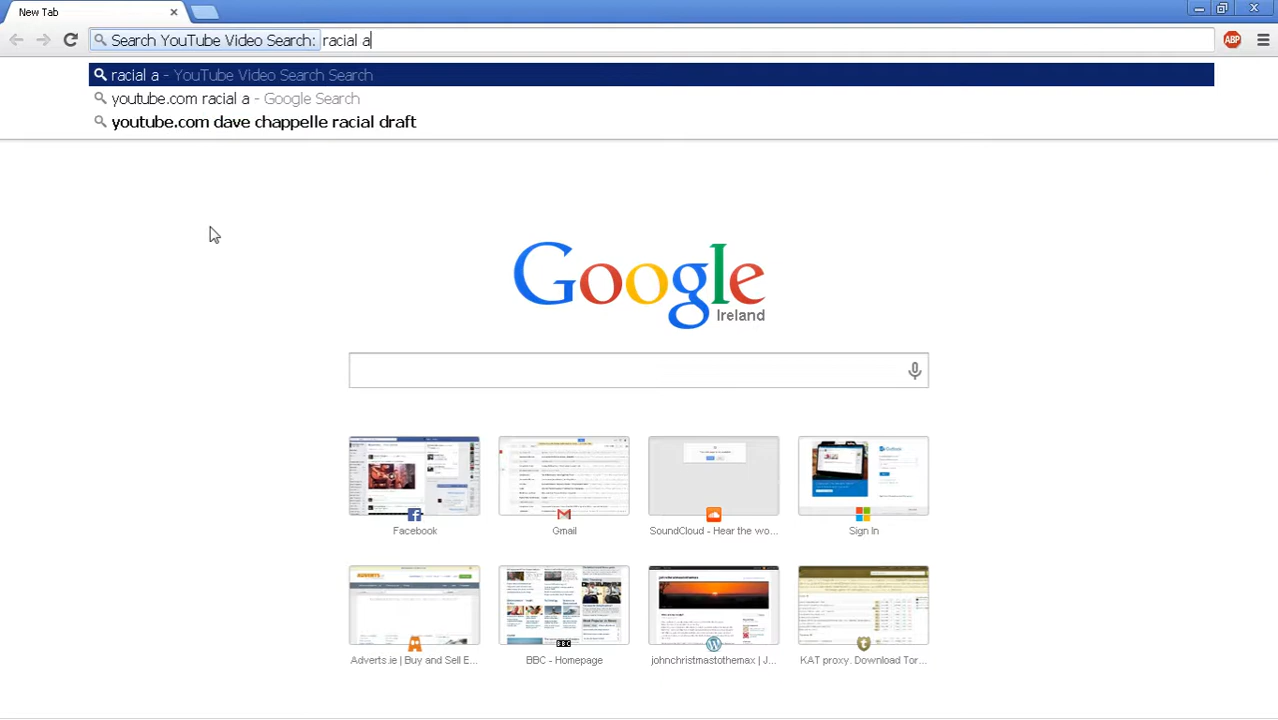 New Tab
Search YouTube Video Search: racial a
ABP
racial a - YouTube Video Search Search
youtube.com racial a - Google Search
youtube.com dave chappelle racial draft
Google
Ireland
Facebook
Gmail
SoundCloud - Hear the wo...
Sign In
Adverts.ie | Buy and Sell E...
BBC - Homepage
johnchristmastothemax | J...
KAT proxy. Download Tor...